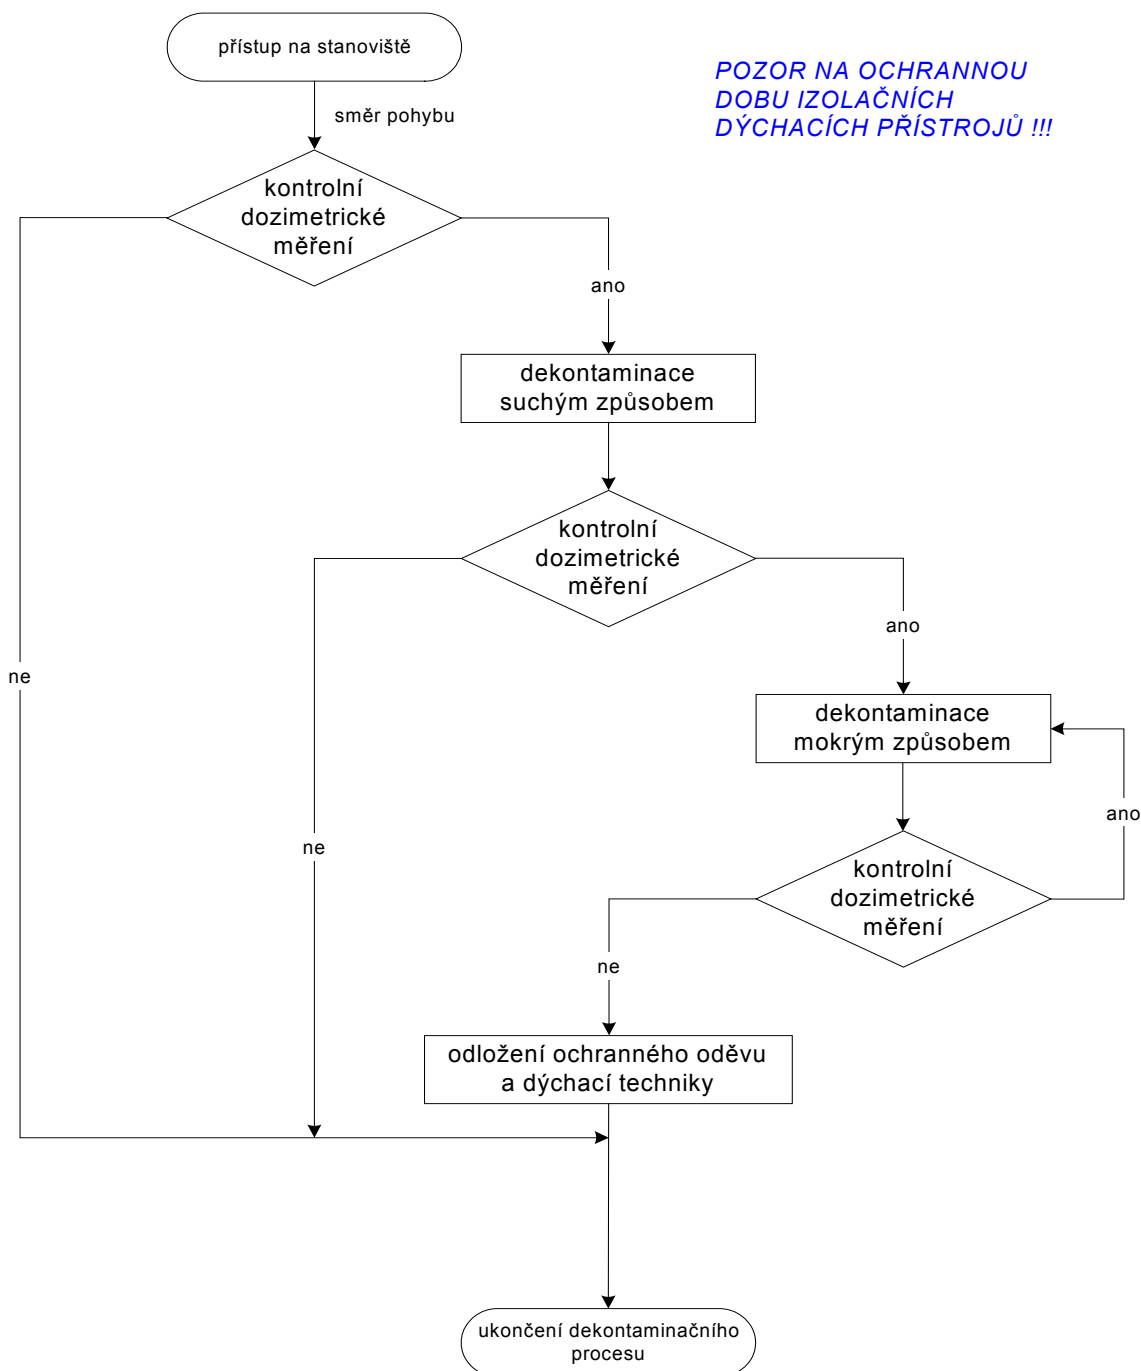 přístup na stanoviště
POZOR NA OCHRANNOU
DOBU IZOLAČNÍCH
DÝCHACÍCH PŘÍSTROJŮ !!!
směr pohybu
kontrolní
dozimetrické
měření
ano
dekontaminace
suchým způsobem
kontrolní
dozimetrické
měření
ano
ne
dekontaminace
mokrým způsobem
ano
ne
kontrolní
dozimetrické
měření
ne
odložení ochranného oděvu
a dýchací techniky
ukončení dekontaminačního
procesu